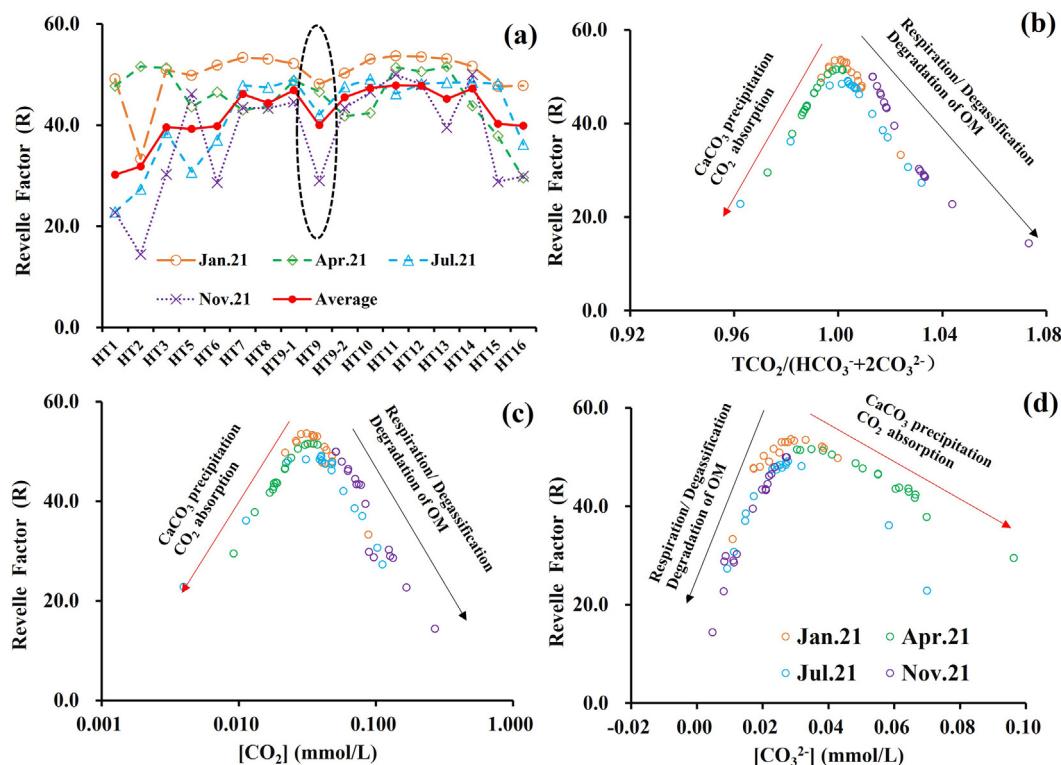 (a)
Revelle Factor (R)
60.0
40.0
20.0
0.0
Jan.21
Apr.21
Jul.21
Nov.21
Average
HT1
HT2
HT3
HT5
HT6
HT7
HT8
HT9-1
HT9
HT9-2
HT10
HT11
HT12
HT13
HT14
HT15
HT16
(b)
Revelle Factor (R)
60.0
40.0
20.0
0.0
CaCO₃ precipitation
CO₂ absorption
Respiration/ Degassification
Degradation of OM
0.92
0.96
1.00
1.04
1.08
TCO₂/(HCO₃⁻+2CO₃²⁻)
(c)
Revelle Factor (R)
60.0
40.0
20.0
0.0
CaCO₃ precipitation
CO₂ absorption
Respiration/ Degassification
Degradation of OM
0.001
0.010
0.100
1.000
[CO₂] (mmol/L)
(d)
Revelle Factor (R)
60.0
40.0
20.0
0.0
Respiration/ Degassification
Degradation of OM
CaCO₃ precipitation
CO₂ absorption
Jan.21
Apr.21
Jul.21
Nov.21
-0.02
0.00
0.02
0.04
0.06
0.08
0.10
[CO₃²⁻] (mmol/L)